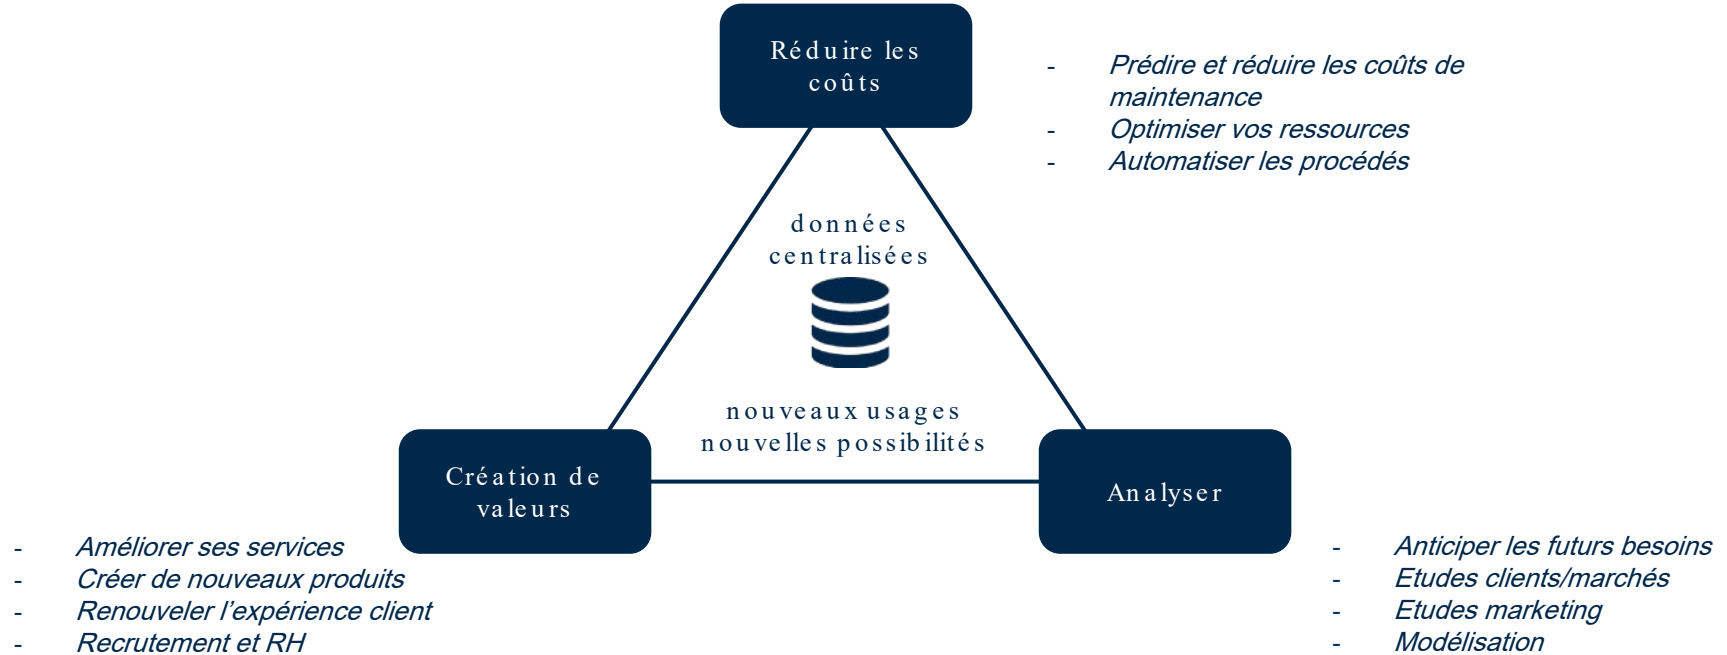 Réduire les
coûts
- Prédire et réduire les coûts de
maintenance
- Optimiser vos ressources
- Automatiser les procédés
données
centralisées
nouveaux usages
nouvelles possibilités
Création de
valeurs
Analyser
- Améliorer ses services
- Créer de nouveaux produits
- Renouveler l’expérience client
- Recrutement et RH
- Anticiper les futurs besoins
- Etudes clients/marchés
- Etudes marketing
- Modélisation